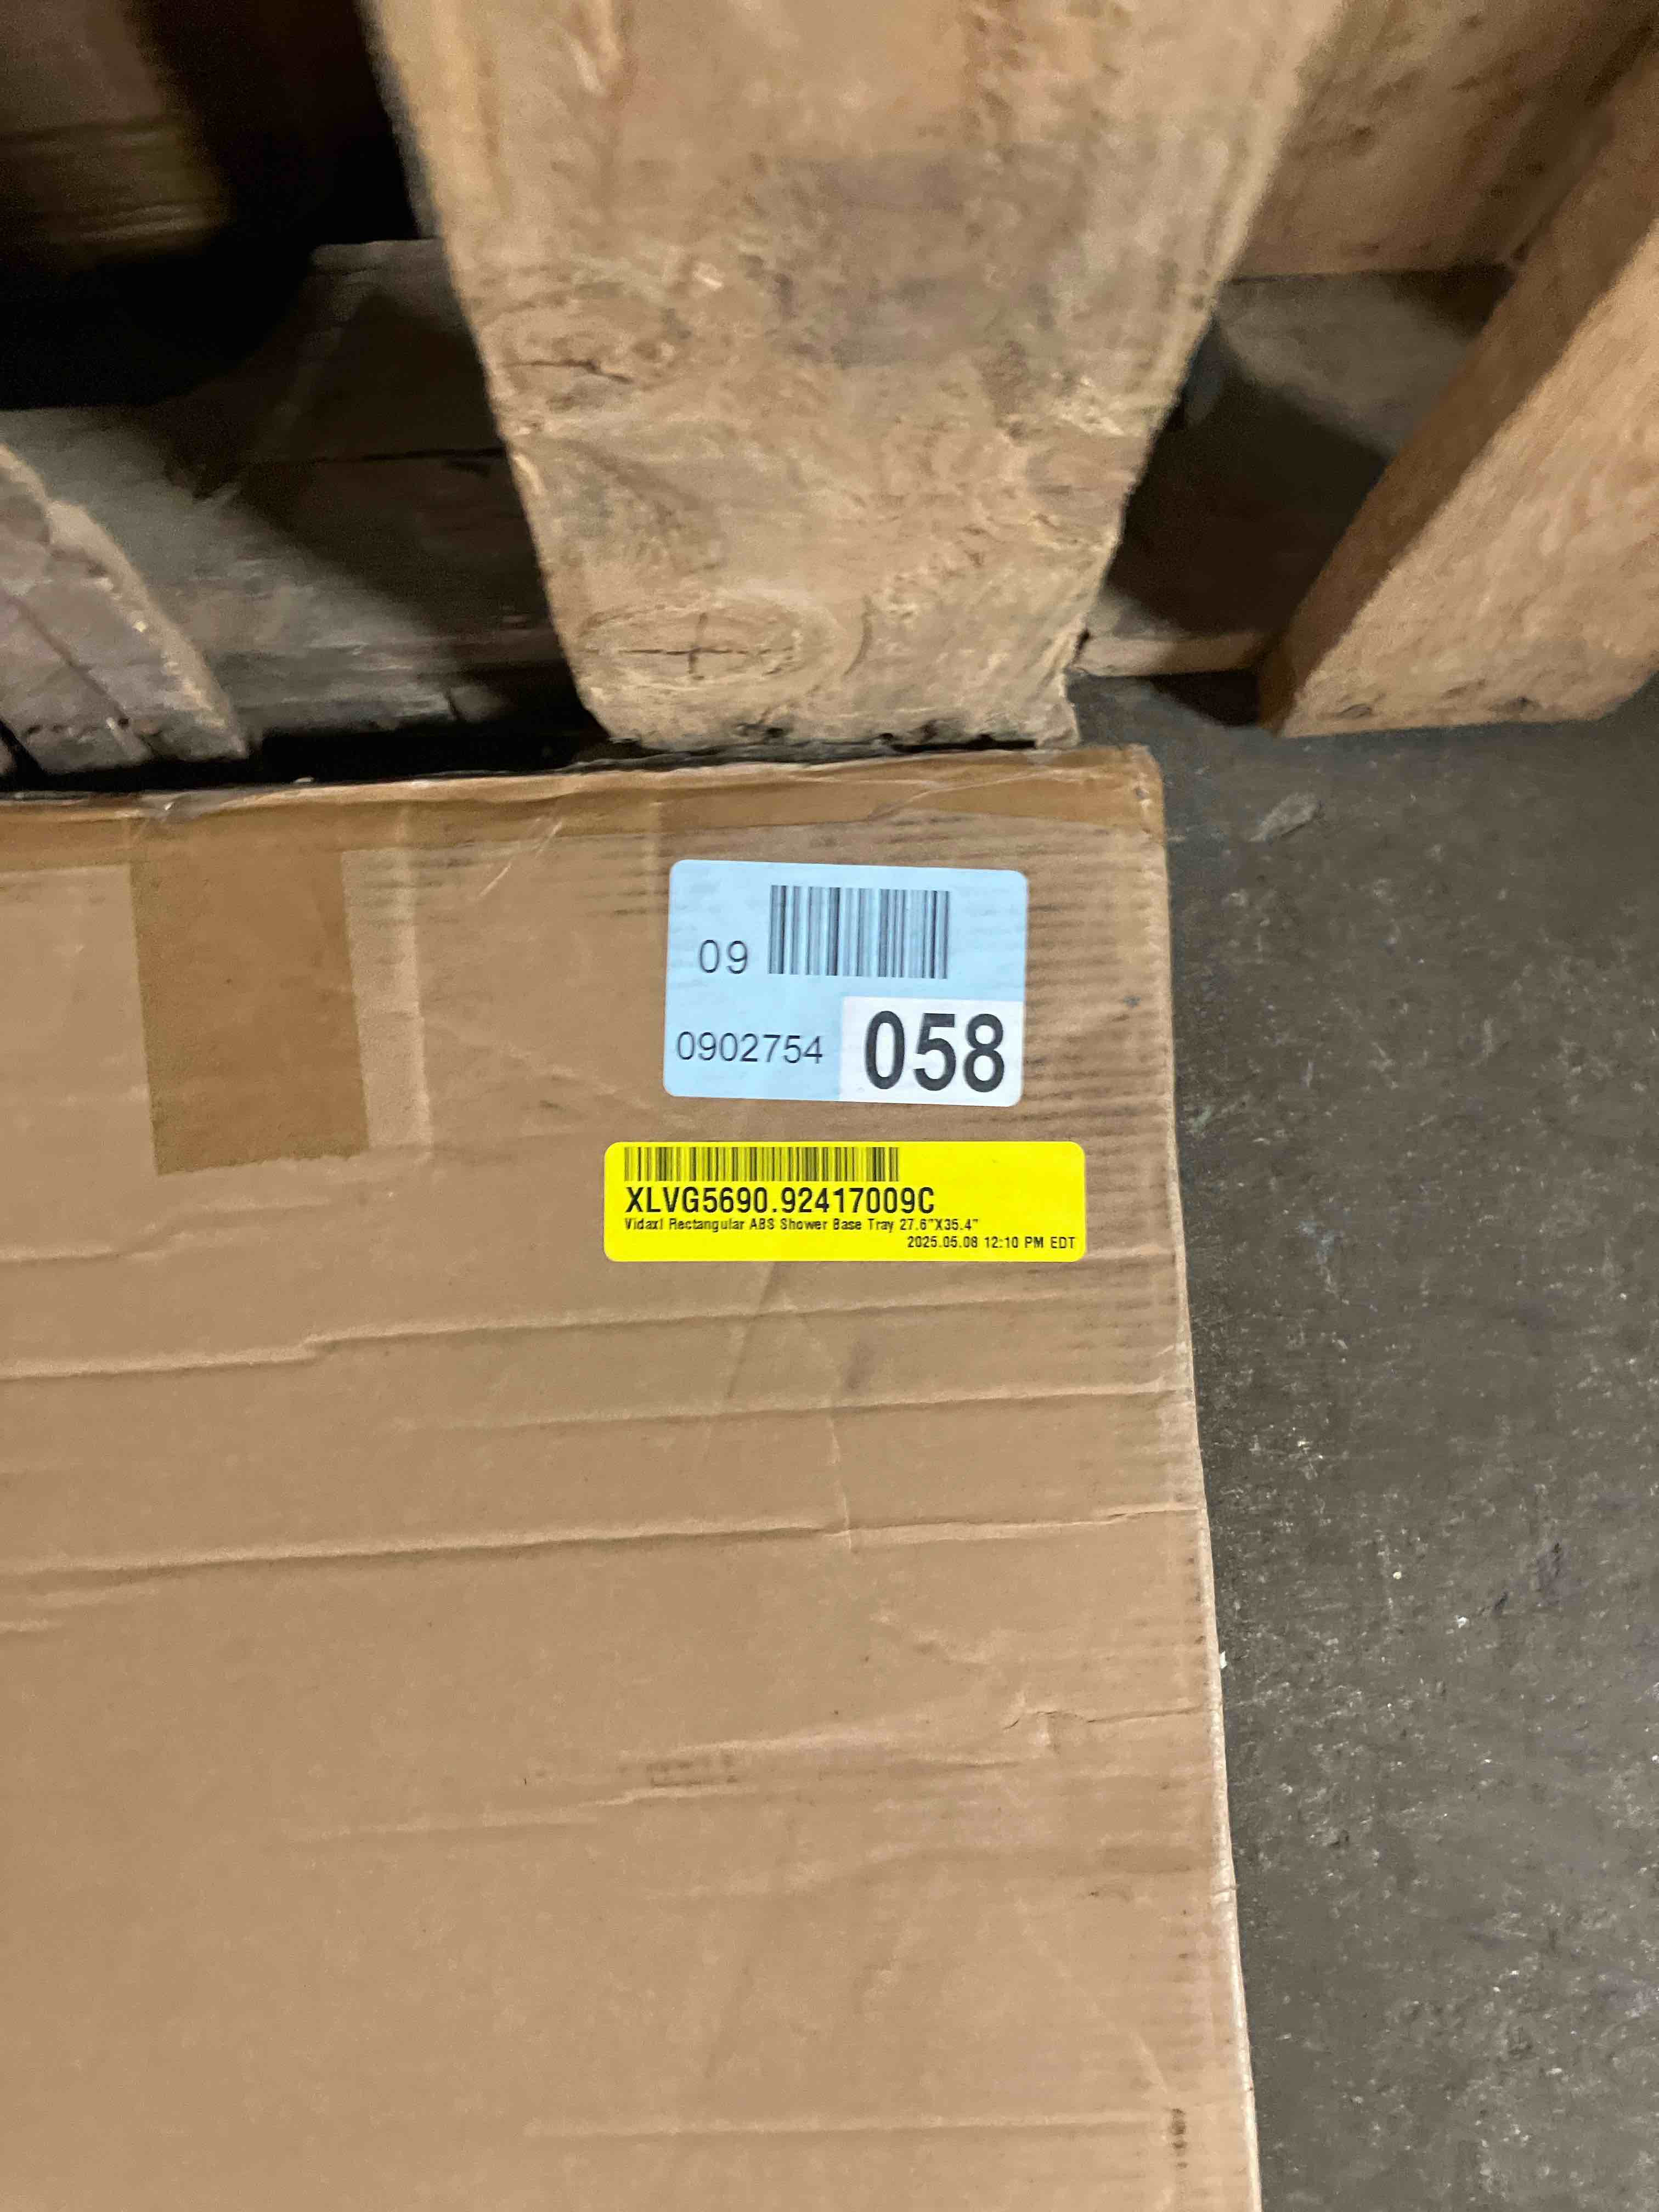 09
0902754 058
XLVG5690.92417009C
Vidaxl Rectangular ABS Shower Base Tray 27.6"X35.4"
2025.05.08 12:10 PM EDT